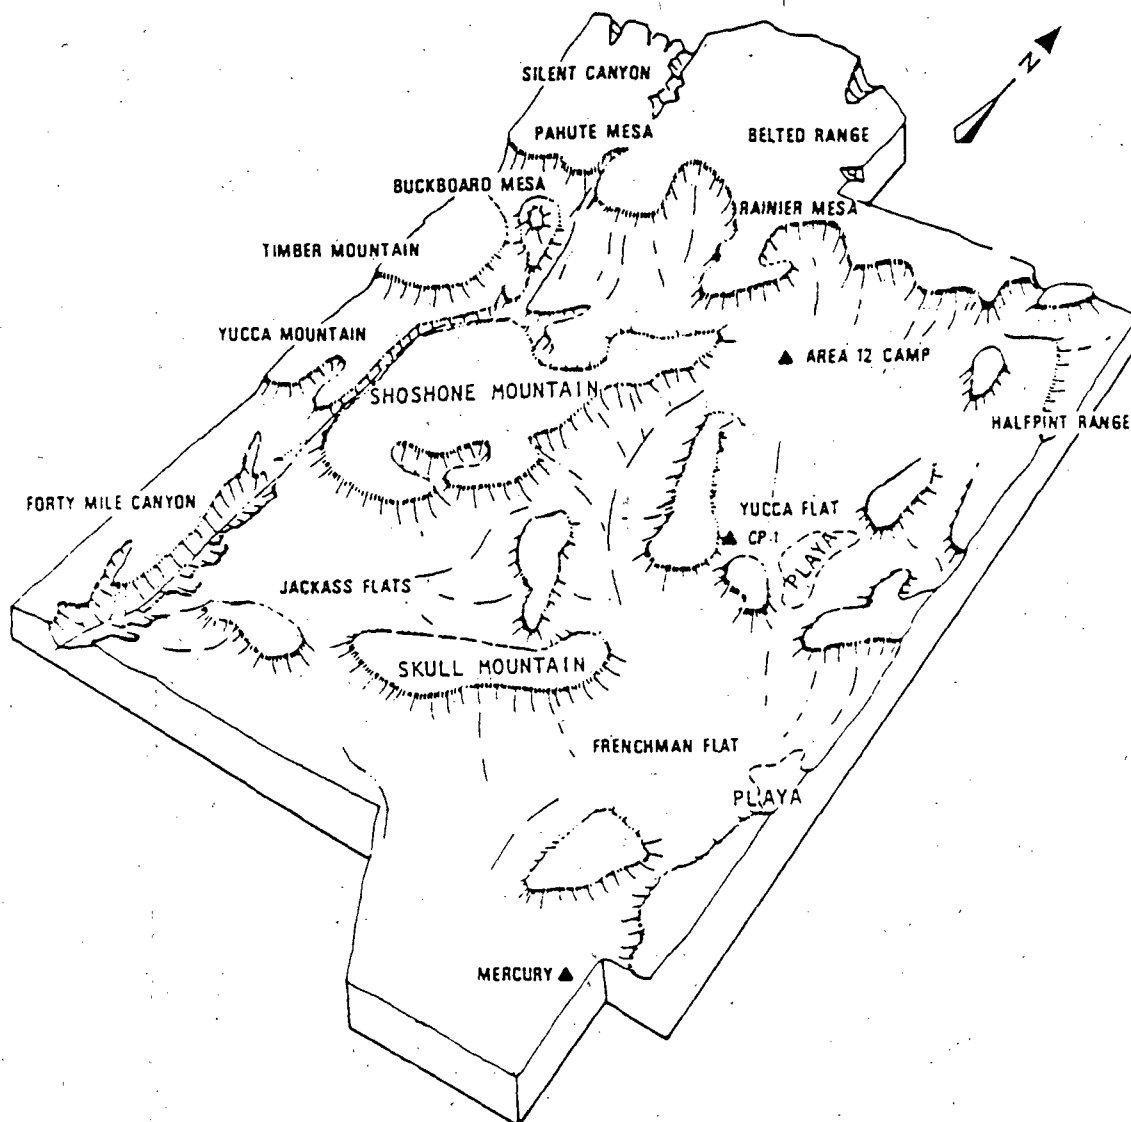 N
SILENT CANYON
PAHUTE MESA
BELTED RANGE
BUCKBOARD MESA
RAINIER MESA
TIMBER MOUNTAIN
YUCCA MOUNTAIN
AREA 12 CAMP
SHOSHONE MOUNTAIN
HALFPINT RANGE
FORTY MILE CANYON
YUCCA FLAT
CP-1
PLAYA
JACKASS FLATS
SKULL MOUNTAIN
FRENCHMAN FLAT
PLAYA
MERCURY